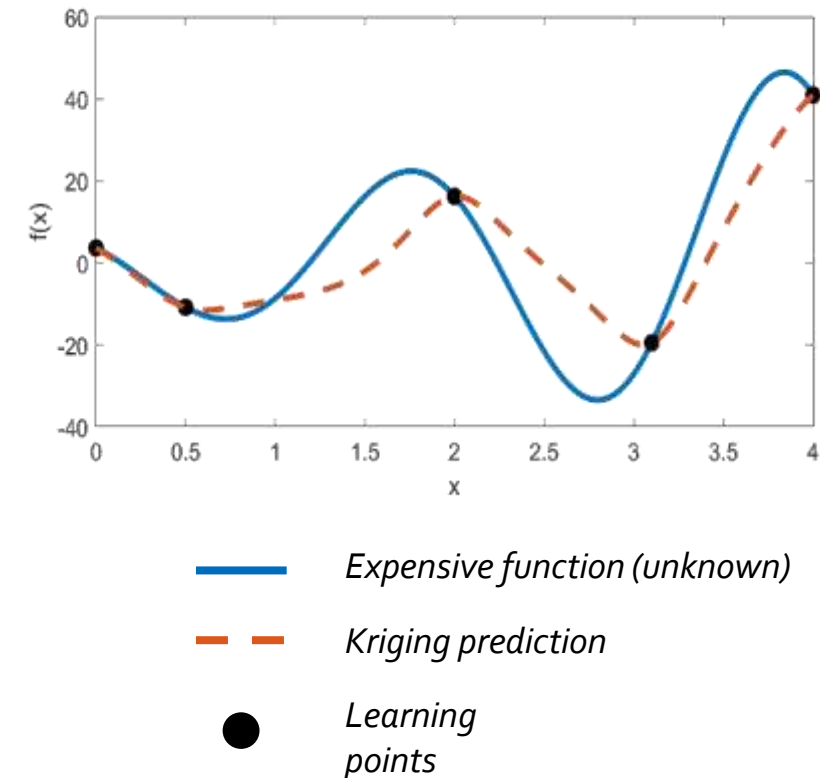 60
40
20
0
-20
-40
f(x)
0 0.5 1 1.5 2 2.5 3 3.5 4
x
Expensive function (unknown)
Kriging prediction
Learning
points